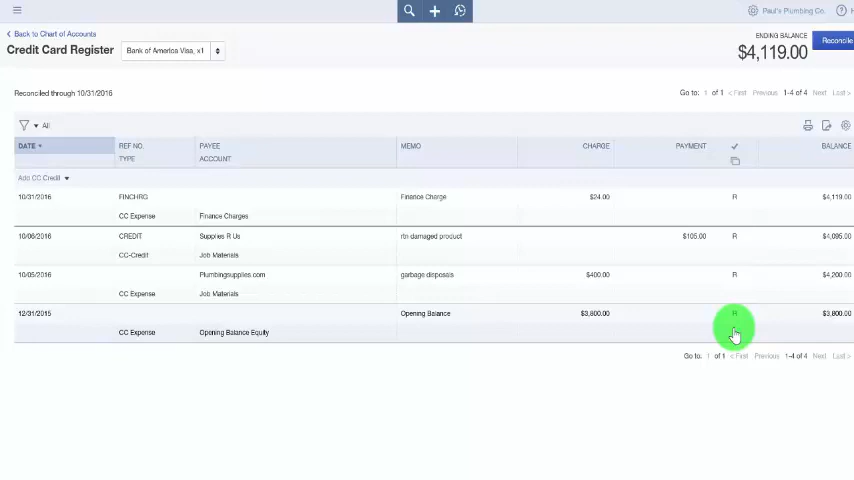 Paul's Plumbing Co.
Back to Chart of Accounts
Credit Card Register
Bank of America Visa, x1
ENDING BALANCE
$4,119.00
Reconcile
Reconciled through 10/31/2016
Go to: 1 of 1 < First Previous 1-4 of 4 Next Last >
All
DATE REF NO. PAYEE MEMO CHARGE PAYMENT ✓ BALANCE
TYPE ACCOUNT
Add CC Credit
10/31/2016 FINCHRG Finance Charge $24.00 R $4,119.00
CC Expense Finance Charges
10/06/2016 CREDIT Supplies R Us rtn damaged product $105.00 R $4,095.00
CC-Credit Job Materials
10/05/2016 Plumbingsupplies.com garbage disposals $400.00 R $4,200.00
CC Expense Job Materials
12/31/2015 Opening Balance $3,800.00 R $3,800.00
CC Expense Opening Balance Equity
Go to: 1 of 1 < First Previous 1-4 of 4 Next Last >